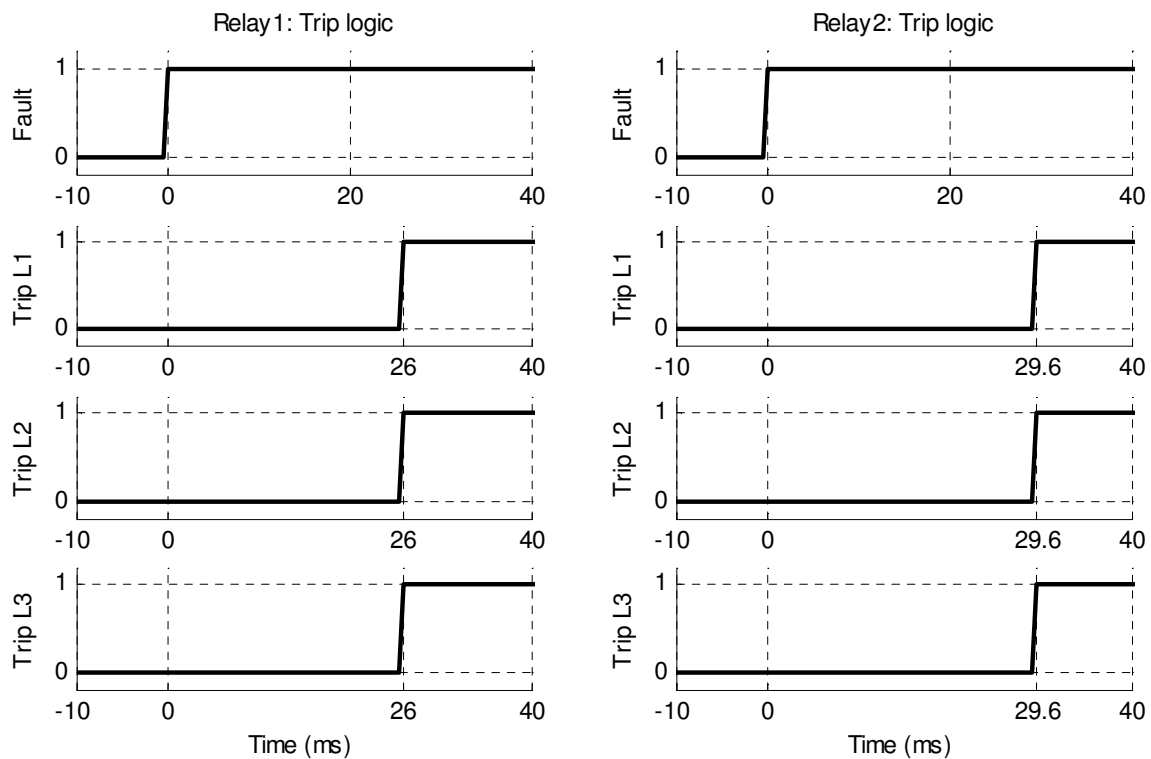 Relay1: Trip logic
Fault
1
0
-10 0 20 40
Trip L1
1
0
-10 0 26 40
Trip L2
1
0
-10 0 26 40
Trip L3
1
0
-10 0 26 40
Time (ms)
Relay2: Trip logic
Fault
1
0
-10 0 20 40
Trip L1
1
0
-10 0 29.6 40
Trip L2
1
0
-10 0 29.6 40
Trip L3
1
0
-10 0 29.6 40
Time (ms)